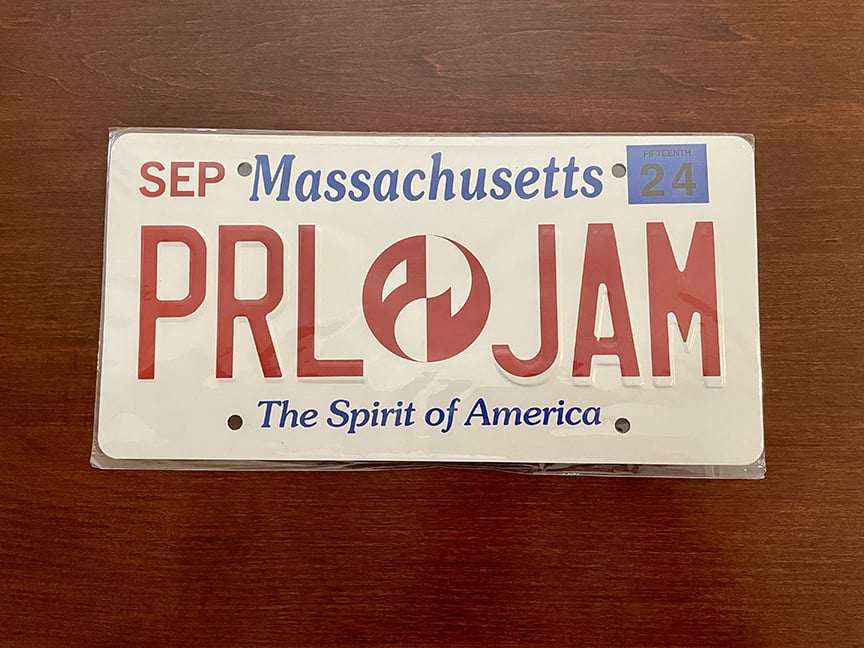 SEP Massachusetts FIFTEENTH 24
PRL JAM
The Spirit of America